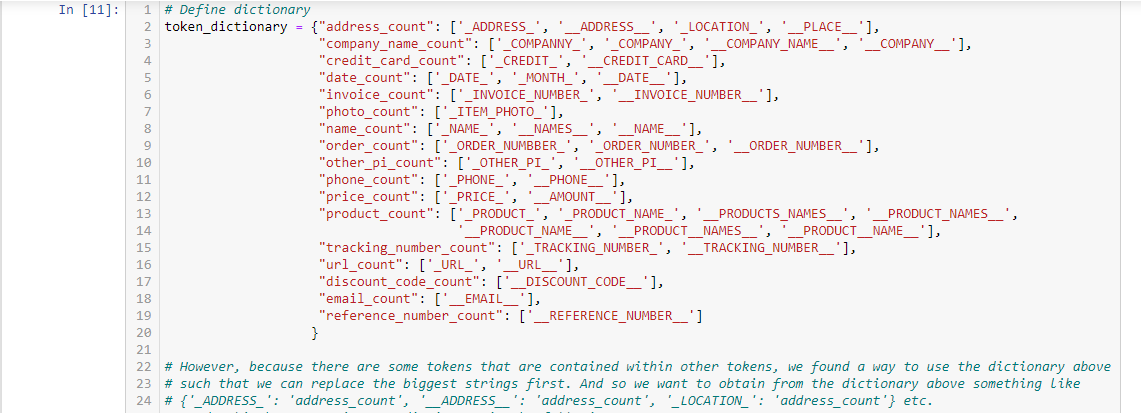 In [11]:
1 # Define dictionary
2 token_dictionary = {"address_count": ['_ADDRESS_', '__ADDRESS__', '_LOCATION_', '__PLACE__'],
3 "company_name_count": ['_COMPANNY_', '_COMPANY_', '__COMPANY_NAME__', '__COMPANY__'],
4 "credit_card_count": ['_CREDIT_', '__CREDIT_CARD__'],
5 "date_count": ['_DATE_', '_MONTH_', '__DATE__'],
6 "invoice_count": ['_INVOICE_NUMBER_', '__INVOICE_NUMBER__'],
7 "photo_count": ['_ITEM_PHOTO_'],
8 "name_count": ['_NAME_', '__NAMES__', '__NAME__'],
9 "order_count": ['_ORDER_NUMBBER_', '_ORDER_NUMBER_', '__ORDER_NUMBER__'],
10 "other_pi_count": ['_OTHER_PI_', '__OTHER_PI__'],
11 "phone_count": ['_PHONE_', '__PHONE__'],
12 "price_count": ['_PRICE_', '__AMOUNT__'],
13 "product_count": ['_PRODUCT_', '_PRODUCT_NAME_', '__PRODUCTS_NAMES__', '__PRODUCT_NAMES__',
14 '__PRODUCT_NAME__', '__PRODUCT__NAMES__', '__PRODUCT__NAME__'],
15 "tracking_number_count": ['_TRACKING_NUMBER_', '__TRACKING_NUMBER__'],
16 "url_count": ['_URL_', '__URL__'],
17 "discount_code_count": ['__DISCOUNT_CODE__'],
18 "email_count": ['__EMAIL__'],
19 "reference_number_count": ['__REFERENCE_NUMBER__']
20 }
21
22 # However, because there are some tokens that are contained within other tokens, we found a way to use the dictionary above
23 # such that we can replace the biggest strings first. And so we want to obtain from the dictionary above something like
24 # {'_ADDRESS_': 'address_count', '__ADDRESS__': 'address_count', '_LOCATION_': 'address_count'} etc.